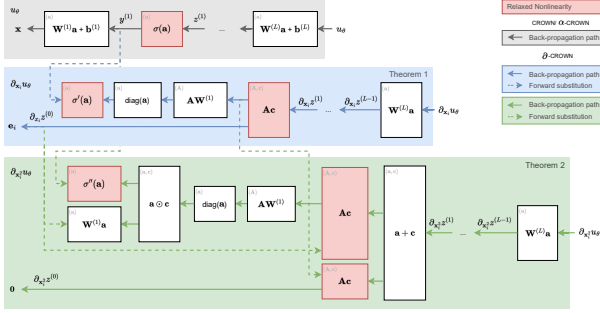 u_θ
x
(a)
W^(1)a + b^(1)
y^(1)
(a)
σ(a)
z^(1)
...
(a)
W^(L)a + b^(L)
u_θ
Relaxed Nonlinearity
CROWN/ α-CROWN
Back-propagation path
∂-CROWN
Back-propagation path
Forward substitution
Back-propagation path
Forward substitution
Theorem 1
∂_{x_i}u_θ
(a)
σ'(a)
(a)
diag(a)
(A)
AW^(1)
(A, c)
Ac
∂_{x_i}z^(1)
...
∂_{x_i}z^(L-1)
(a)
W^(L)a
∂_{x_i}u_θ
∂_{x_i}z^(0)
e_i
Theorem 2
∂_{x_i^2}u_θ
(a)
σ''(a)
(a)
W^(1)a
(a, c)
a ⊙ c
(a)
diag(a)
(A)
AW^(1)
(A, c)
Ac
(A, c)
Ac
(a, c)
a + c
∂_{x_i^2}z^(1)
...
∂_{x_i^2}z^(L-1)
(a)
W^(L)a
∂_{x_i^2}u_θ
∂_{x_i^2}z^(0)
0